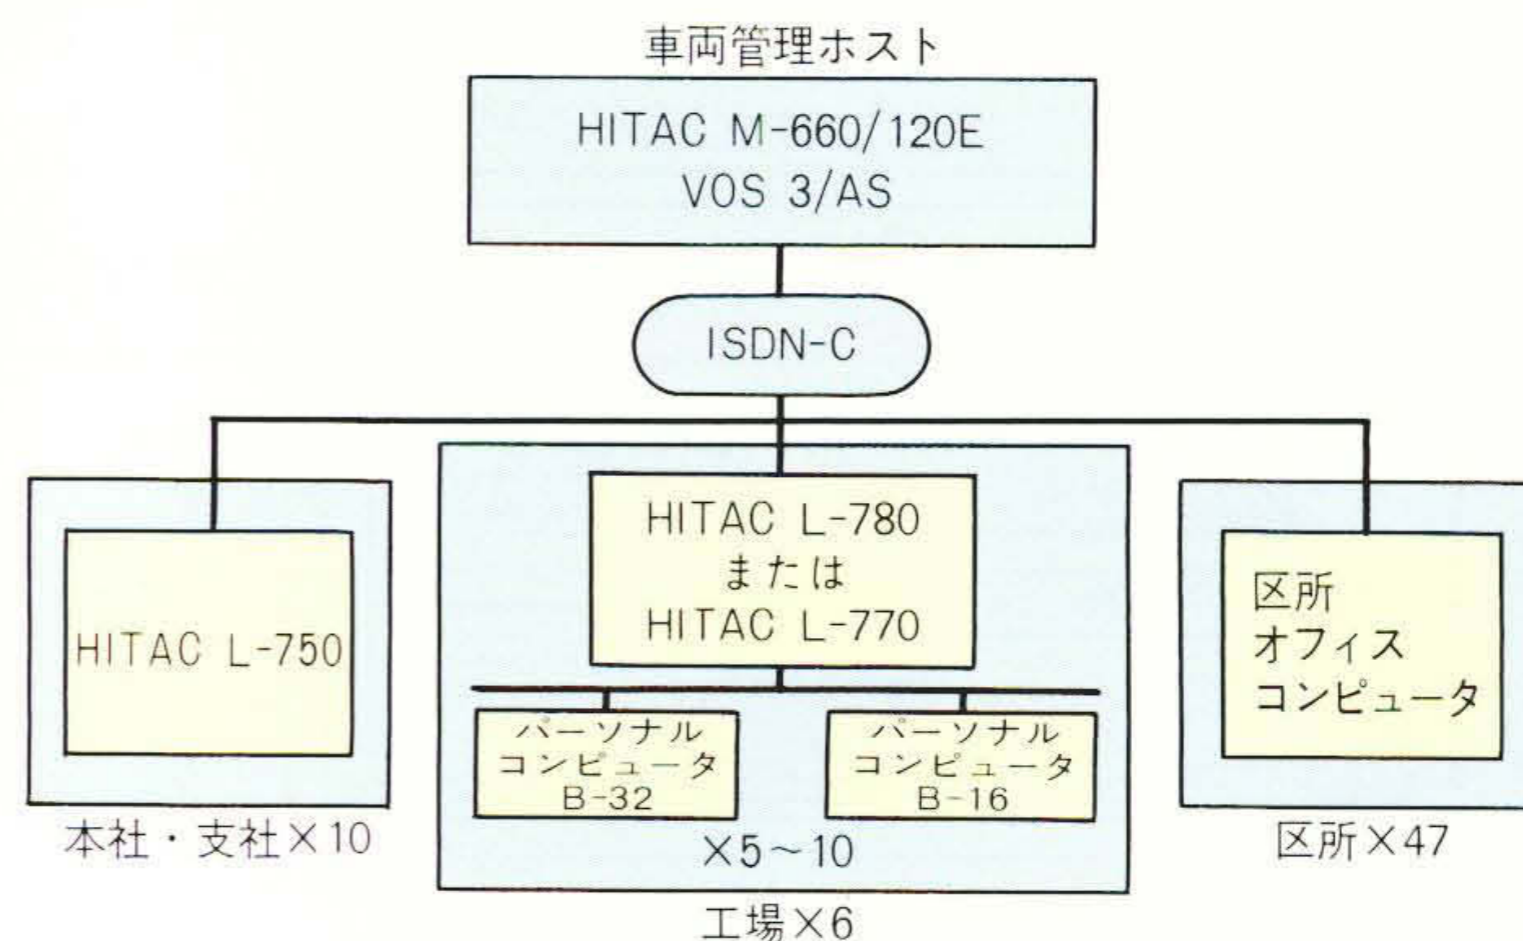 車両管理ホスト
HITAC M-660/120E
VOS 3/AS
ISDN-C
HITAC L-750
本社・支社×10
HITAC L-780
または
HITAC L-770
パーソナル
コンピュータ
B-32
パーソナル
コンピュータ
B-16
×5～10
工場×6
区所
オフィス
コンピュータ
区所×47